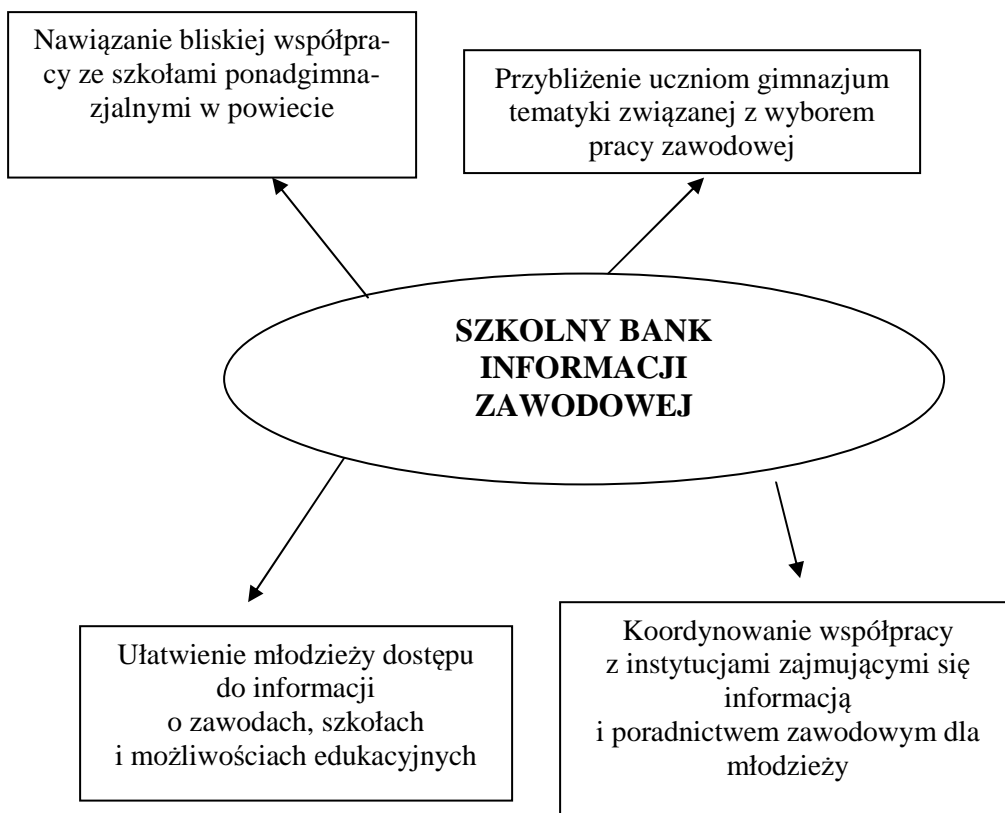 Nawiązanie bliskiej współpra-
cy ze szkołami ponadgimna-
zjalnymi w powiecie
Przybliżenie uczniom gimnazjum
tematyki związanej z wyborem
pracy zawodowej
SZKOLNY BANK
INFORMACJI
ZAWODOWEJ
Ułatwienie młodzieży dostępu
do informacji
o zawodach, szkołach
i możliwościach edukacyjnych
Koordynowanie współpracy
z instytucjami zajmującymi się
informacją
i poradnictwem zawodowym dla
młodzieży